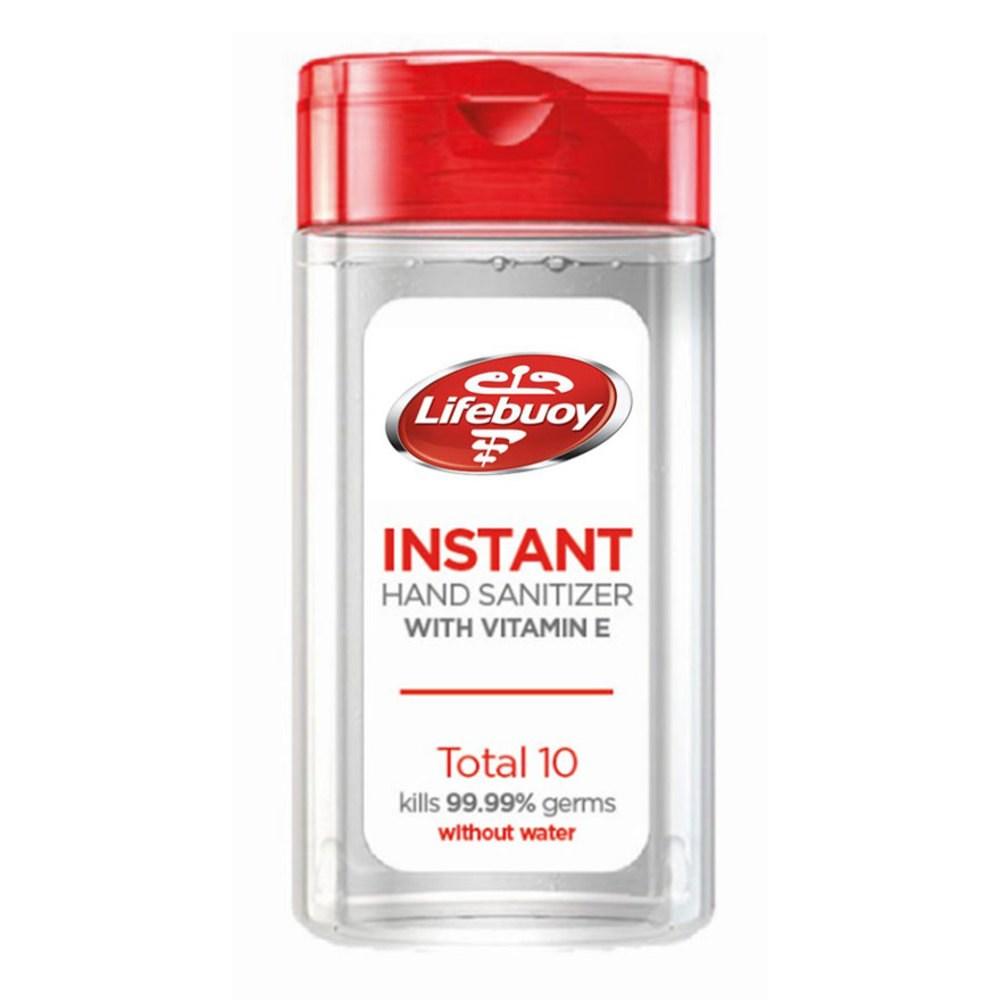 Lifebuoy
INSTANT
HAND SANITIZER
WITH VITAMIN E
Total 10
kills 99.99% germs
without water